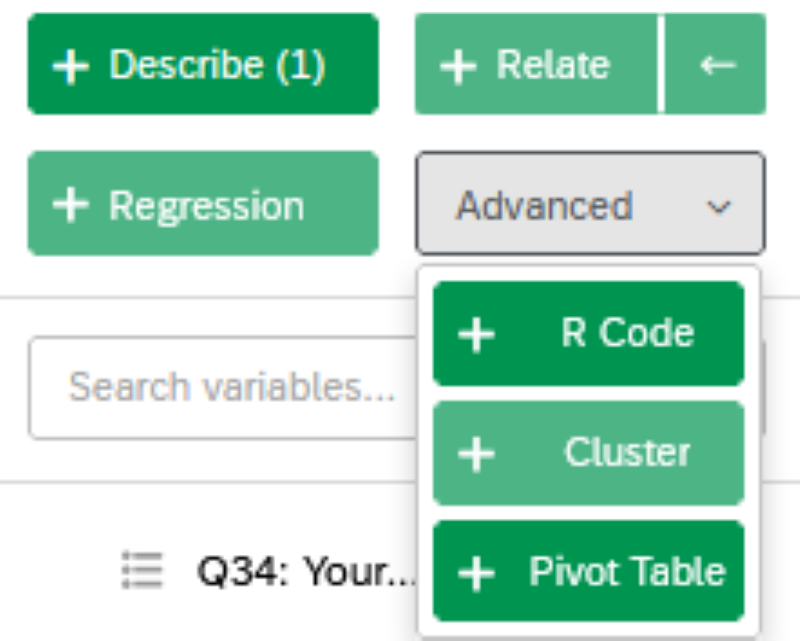 + Describe (1)
+ Relate ←
+ Regression
Advanced
+ R Code
Search variables...
+ Cluster
+ Pivot Table
Q34: Your...